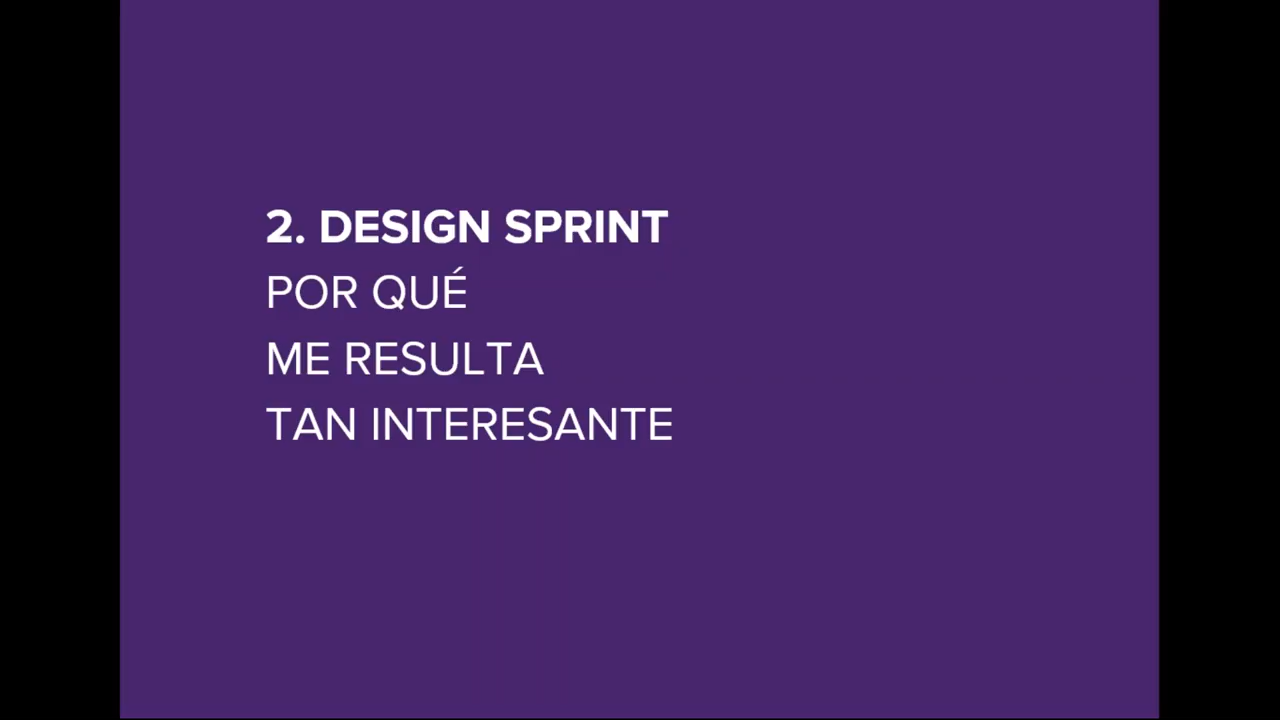 2. DESIGN SPRINT
POR QUÉ
ME RESULTA
TAN INTERESANTE